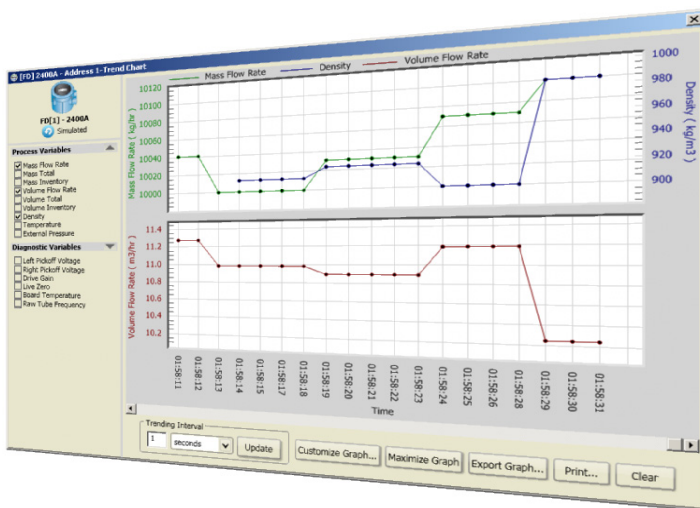 [FD] 2400A - Address 1-Trend Chart
FD[1] - 2400A
Simulated
Process Variables
Mass Flow Rate
Mass Total
Mass Inventory
Volume Flow Rate
Volume Total
Volume Inventory
Density
Temperature
External Pressure
Diagnostic Variables
Left Pickoff Voltage
Right Pickoff Voltage
Drive Gain
Live Zero
Board Temperature
Raw Tube Frequency
Mass Flow Rate
Density
Volume Flow Rate
Mass Flow Rate ( kg/hr )
10120
10100
10080
10060
10040
10020
10000
1000
980
960
940
920
900
Density ( kg/m3 )
Volume Flow Rate ( m3/hr )
11.4
11.2
11.0
10.8
10.6
10.4
10.2
01:58:11
01:58:12
01:58:13
01:58:14
01:58:15
01:58:17
01:58:18
01:58:19
01:58:20
01:58:21
01:58:22
01:58:23
01:58:24
01:58:25
01:58:26
01:58:28
01:58:29
01:58:30
01:58:31
Time
Trending Interval
1
seconds
Update
Customize Graph...
Maximize Graph
Export Graph...
Print...
Clear